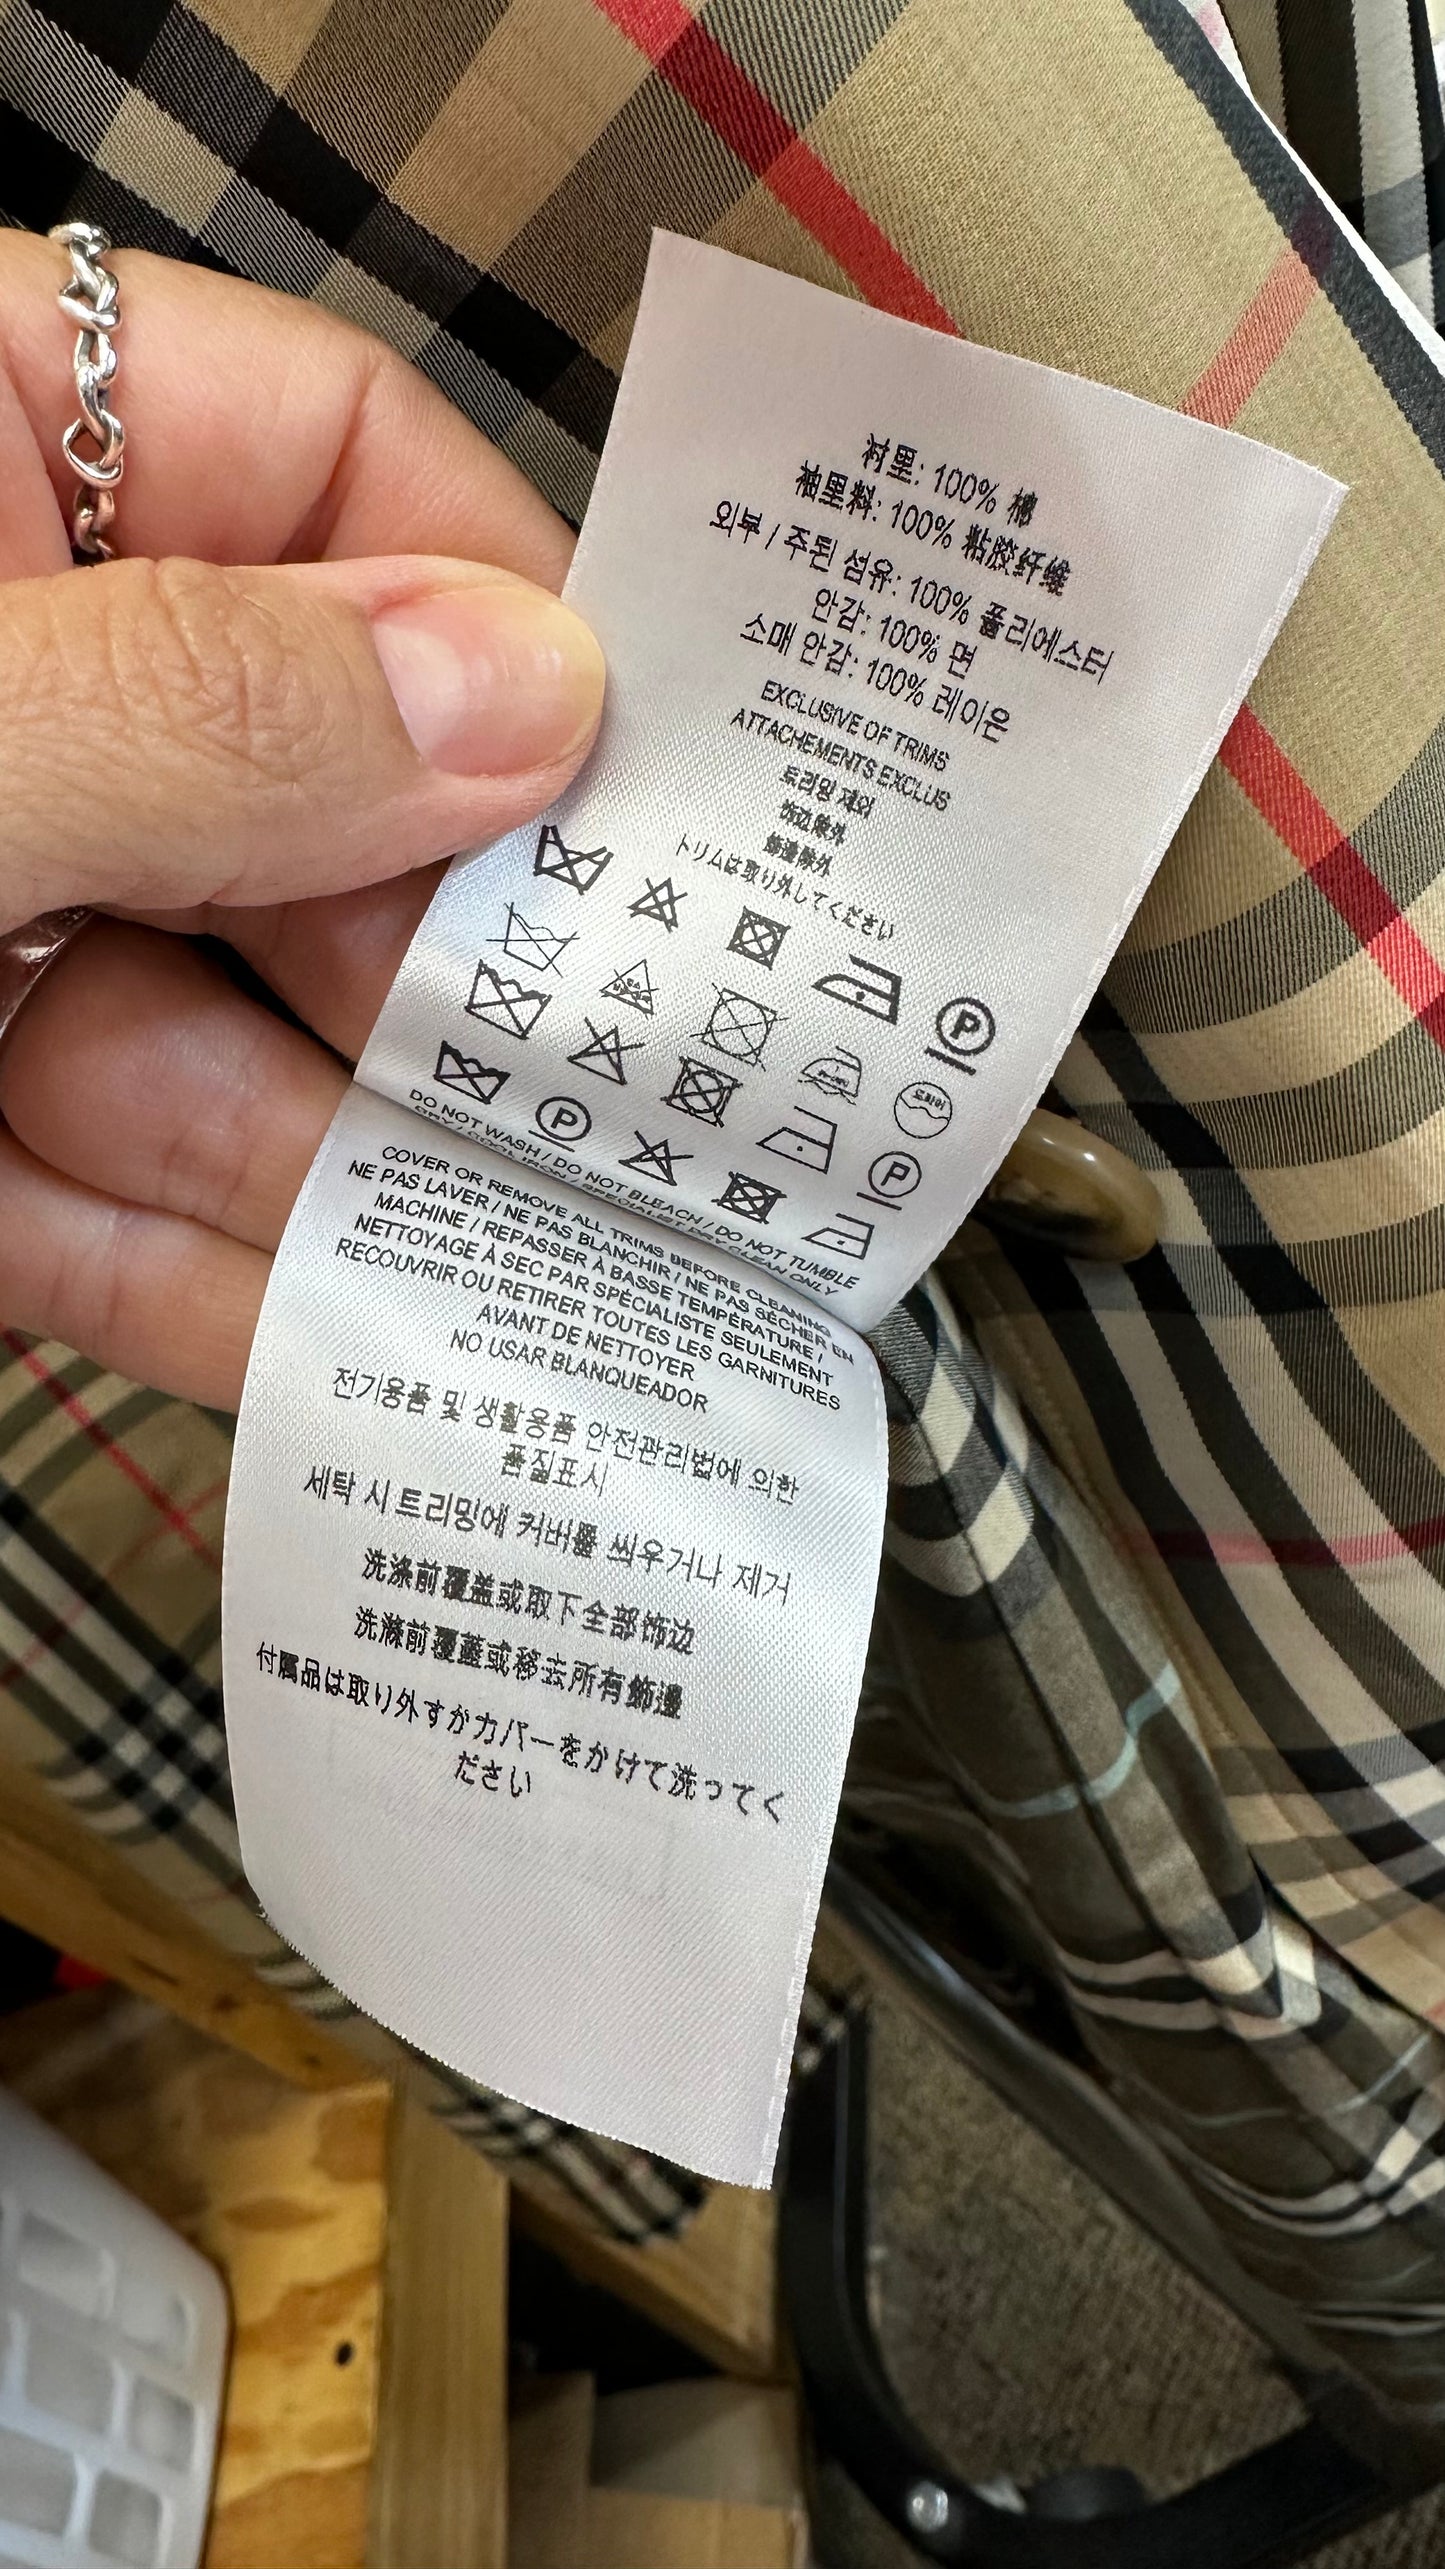 衬里: 100% 棉
袖里料: 100% 粘胶纤维
외부 / 주된 섬유: 100% 폴리에스터
안감: 100% 면
소매 안감: 100% 레이온
EXCLUSIVE OF TRIMS
ATTACHEMENTS EXCLUS
트리밍 제외
饰边除外
飾邊除外
トリムは取り外してください
P
드라이
P
P
DO NOT WASH / DO NOT BLEACH / DO NOT TUMBLE
DRY / COOL IRON / SPECIALIST DRY CLEAN ONLY
COVER OR REMOVE ALL TRIMS BEFORE CLEANING
NE PAS LAVER / NE PAS BLANCHIR / NE PAS SÉCHER EN
MACHINE / REPASSER À BASSE TEMPÉRATURE /
NETTOYAGE À SEC PAR SPÉCIALISTE SEULEMENT
RECOUVRIR OU RETIRER TOUTES LES GARNITURES
AVANT DE NETTOYER
NO USAR BLANQUEADOR
전기용품 및 생활용품 안전관리법에 의한
품질표시
세탁 시 트리밍에 커버를 씌우거나 제거
洗涤前覆盖或取下全部饰边
洗滌前覆蓋或移去所有飾邊
付属品は取り外すかカバーをかけて洗ってく
ださい